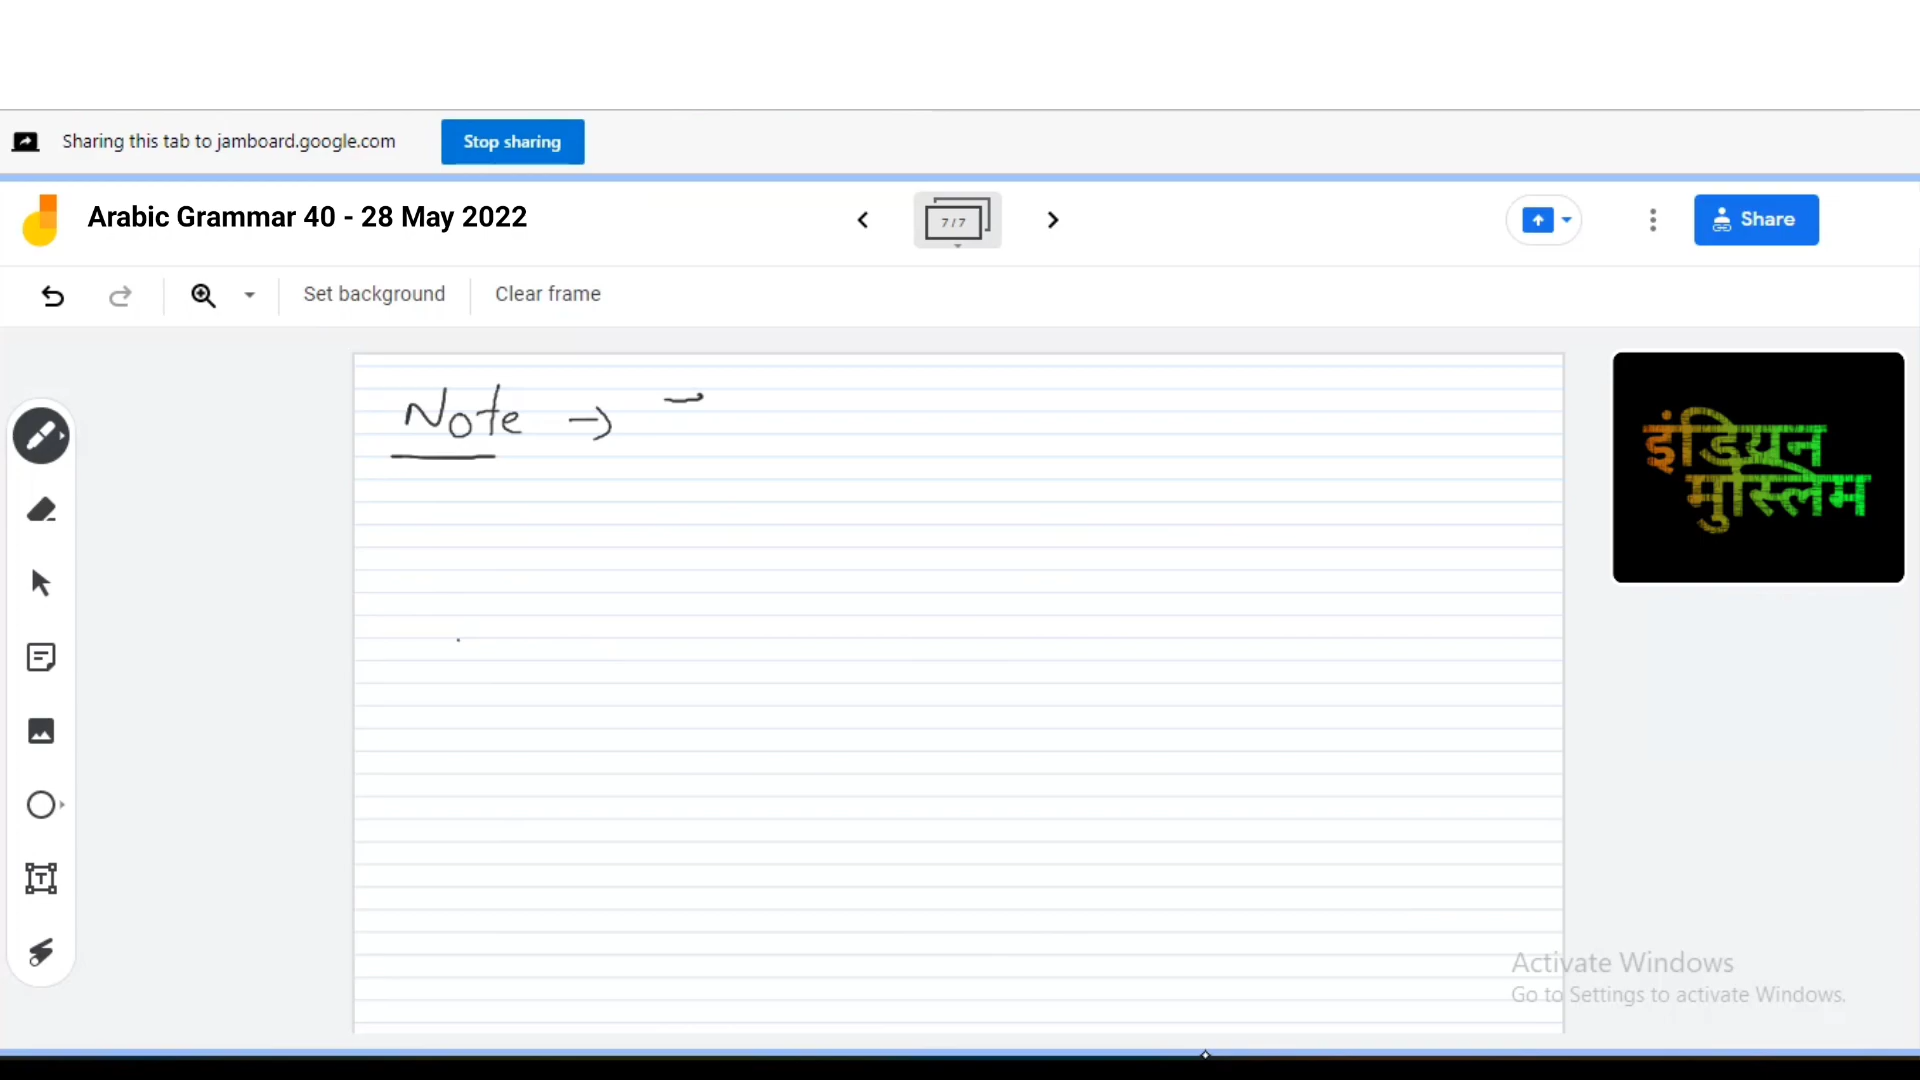 Sharing this tab to jamboard.google.com Stop sharing
Arabic Grammar 40 - 28 May 2022
7 / 7
Share
Set background
Clear frame
Note →
इंडियन
मुस्लिम
T
Activate Windows
Go to Settings to activate Windows.